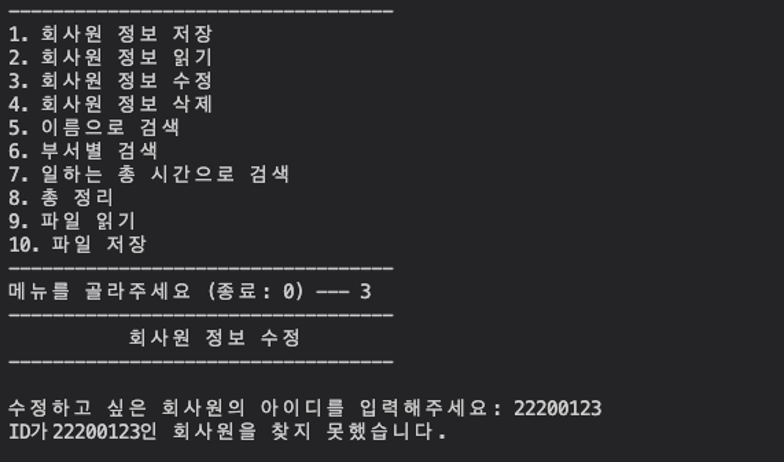 1. 회사원 정보 저장
2. 회사원 정보 읽기
3. 회사원 정보 수정
4. 회사원 정보 삭제
5. 이름으로 검색
6. 부서별 검색
7. 일하는 총 시간으로 검색
8. 총 정리
9. 파일 읽기
10. 파일 저장
메뉴를 골라주세요 (종료: 0) --- 3
회사원 정보 수정
수정하고 싶은 회사원의 아이디를 입력해주세요: 22200123
ID가 22200123인 회사원을 찾지 못했습니다.